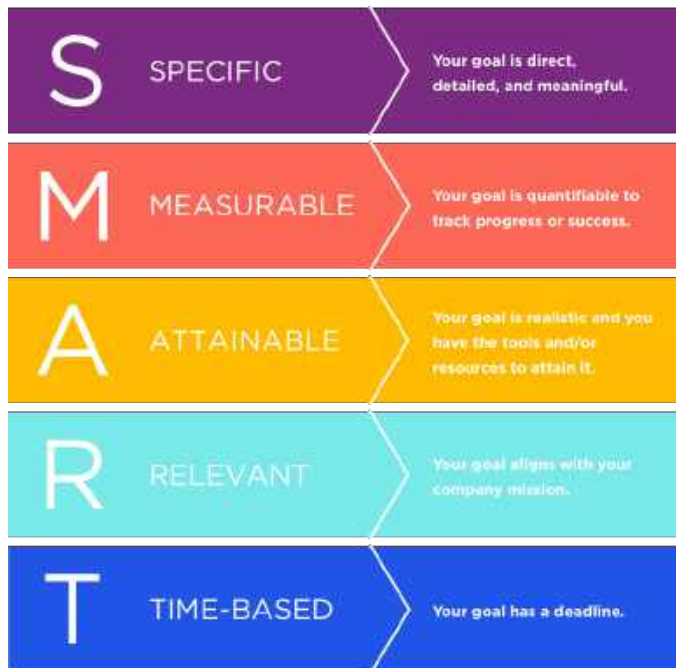 S SPECIFIC
Your goal is direct,
detailed, and meaningful.
M MEASURABLE
Your goal is quantifiable to
track progress or success.
A ATTAINABLE
Your goal is realistic and you
have the tools and/or
resources to attain it.
R RELEVANT
Your goal aligns with your
company mission.
T TIME-BASED
Your goal has a deadline.